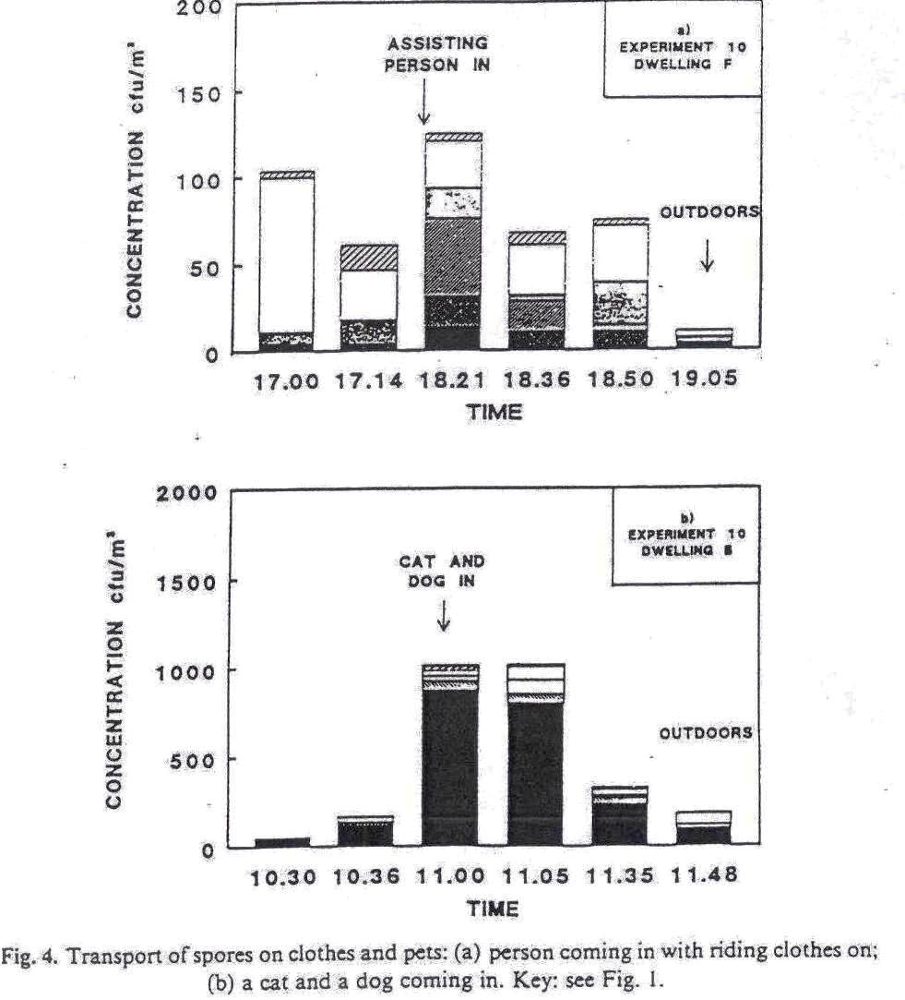 200
a)
EXPERIMENT 10
DWELLING F
ASSISTING
PERSON IN
150
100
OUTDOORS
50
0
CONCENTRATION cfu/m³
17.00 17.14 18.21 18.36 18.50 19.05
TIME
2000
b)
EXPERIMENT 10
DWELLING B
CAT AND
DOG IN
1500
1000
OUTDOORS
500
0
CONCENTRATION cfu/m³
10.30 10.36 11.00 11.05 11.35 11.48
TIME
Fig. 4. Transport of spores on clothes and pets: (a) person coming in with riding clothes on;
(b) a cat and a dog coming in. Key: see Fig. 1.